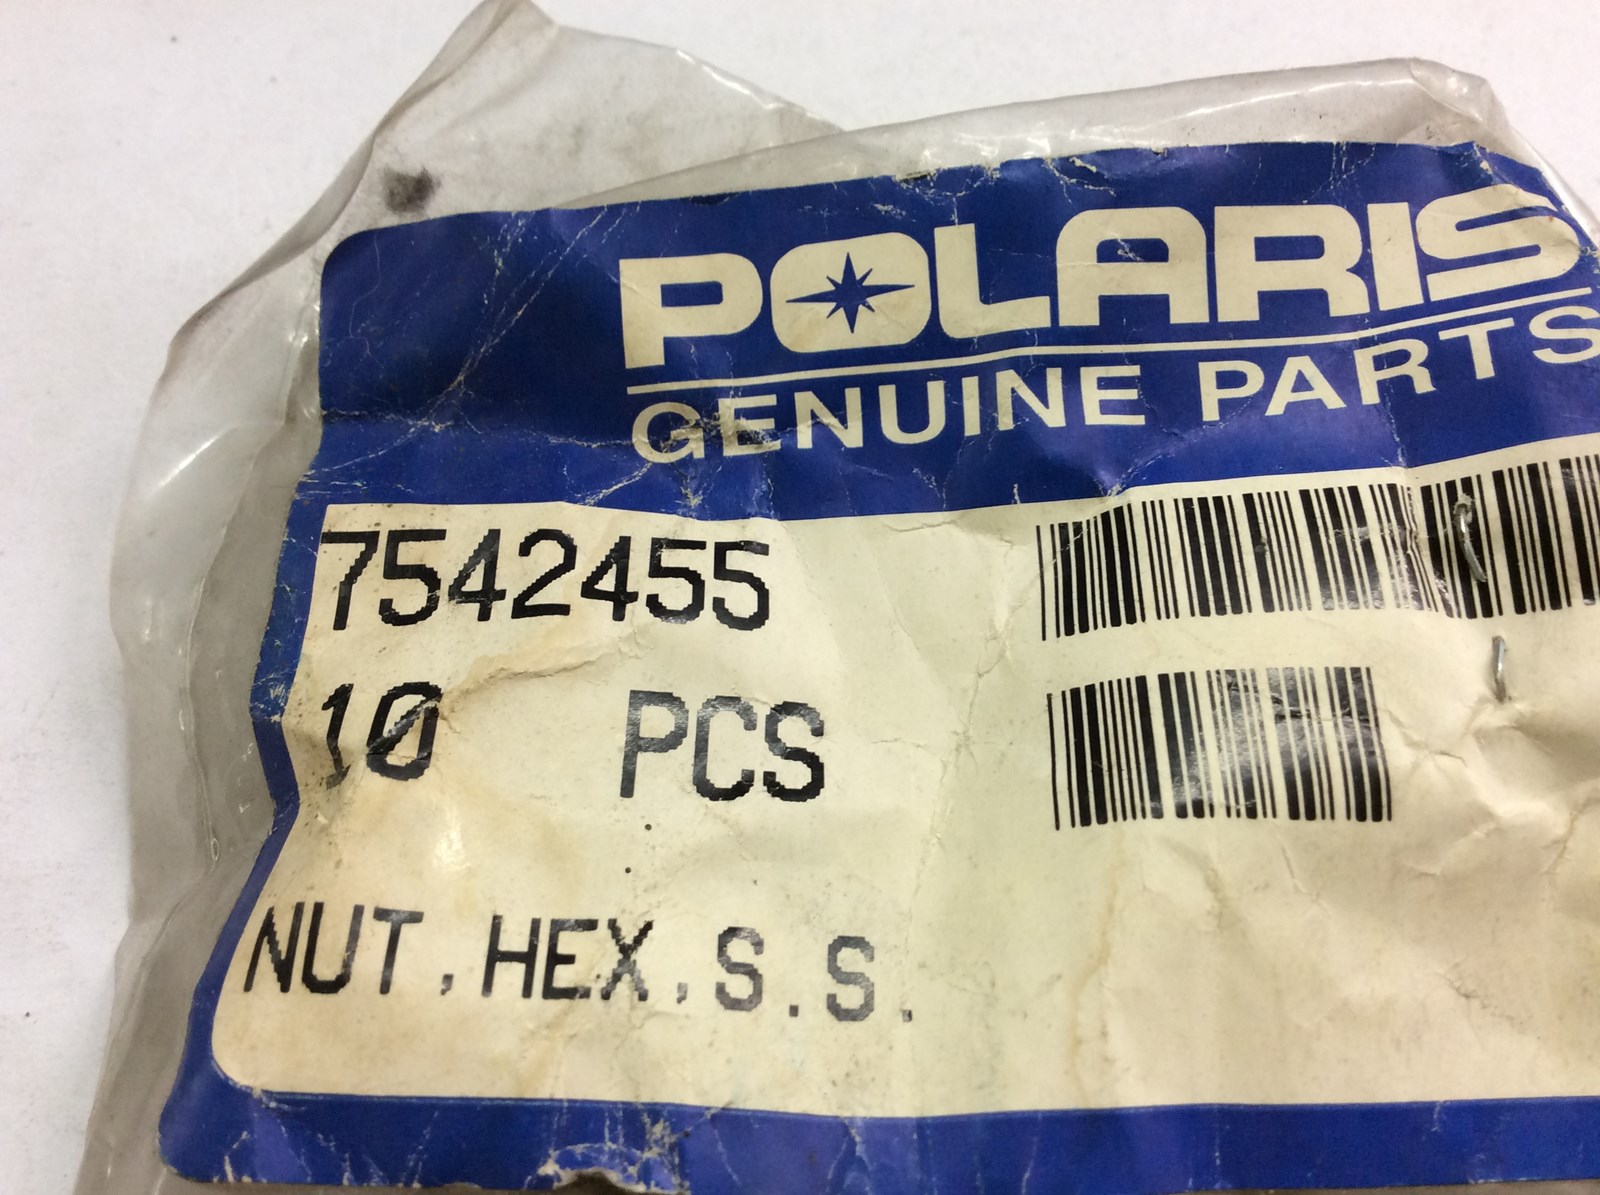 POLARIS
GENUINE PARTS
7542455
10 PCS
NUT, HEX, S.S.